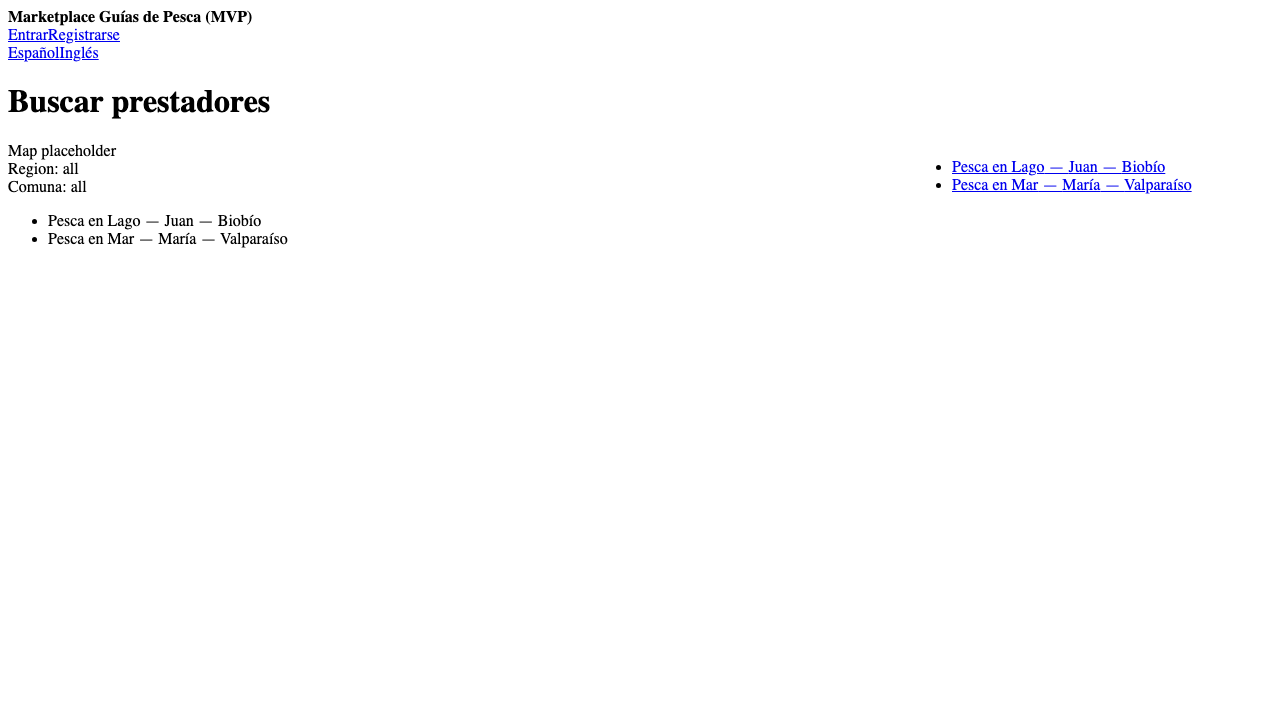 Marketplace Guías de Pesca (MVP)
EntrarRegistrarse
EspañolInglés
Buscar prestadores
Map placeholder
Region: all
Comuna: all
Pesca en Lago — Juan — Biobío
Pesca en Mar — María — Valparaíso
Pesca en Lago — Juan — Biobío
Pesca en Mar — María — Valparaíso